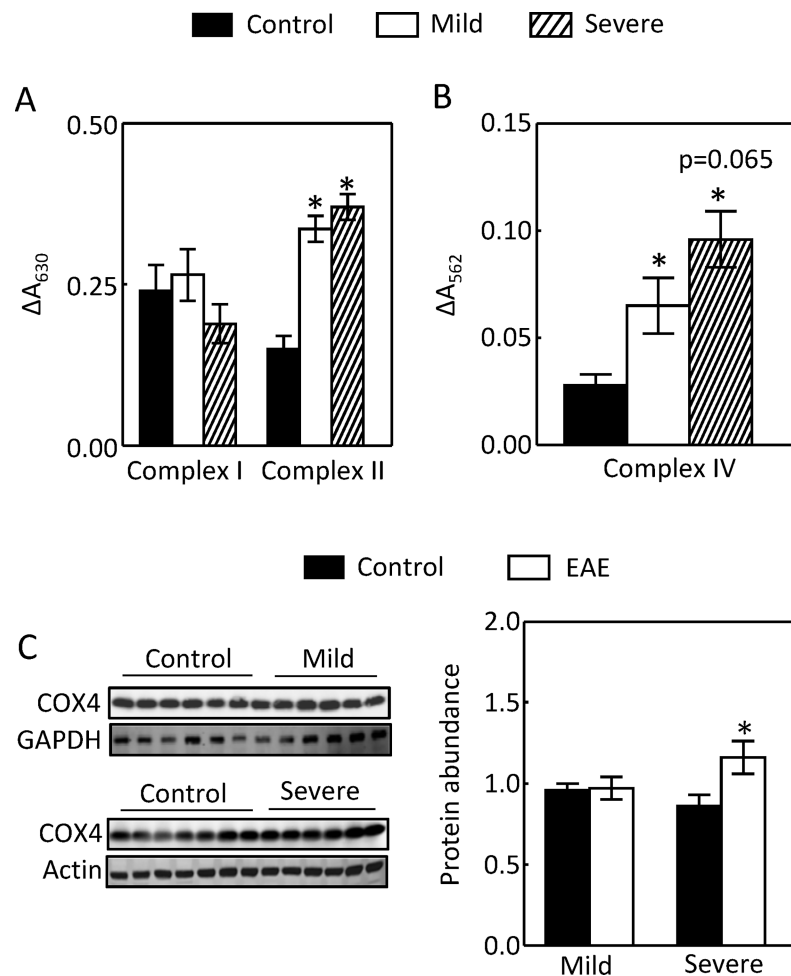 Control Mild Severe
A
0.50
0.25
0.00
ΔA630
* *
Complex I Complex II
B
0.15
0.10
0.05
0.00
ΔA562
p=0.065
*
*
Complex IV
Control EAE
C
Control Mild
COX4
GAPDH
Control Severe
COX4
Actin
2.0
1.5
1.0
0.5
0.0
Protein abundance
*
Mild Severe